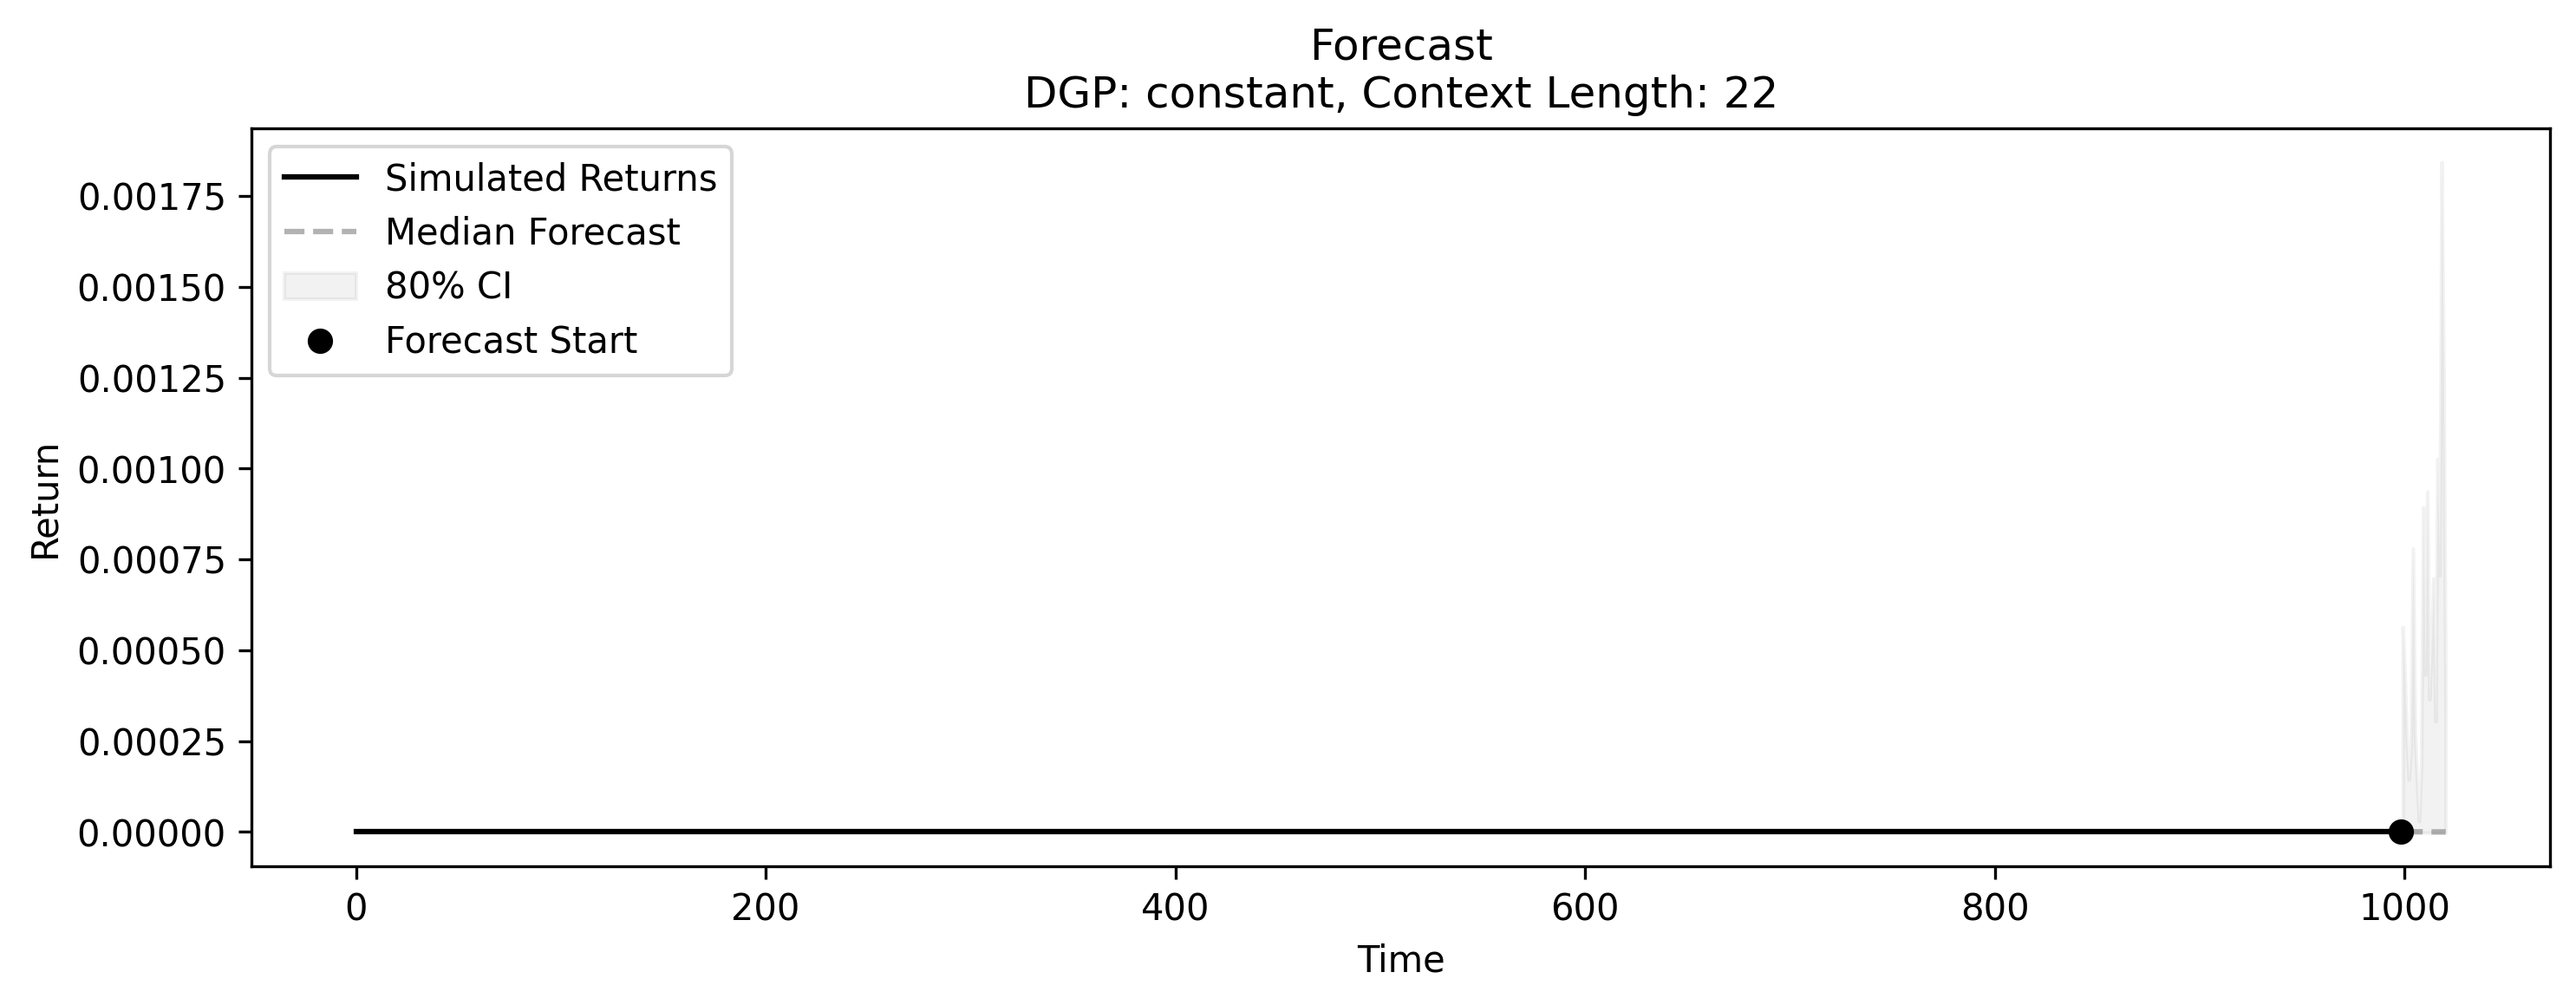 Forecast
DGP: constant, Context Length: 22
Simulated Returns
Median Forecast
80% CI
Forecast Start
Return
0.00175
0.00150
0.00125
0.00100
0.00075
0.00050
0.00025
0.00000
0 200 400 600 800 1000
Time